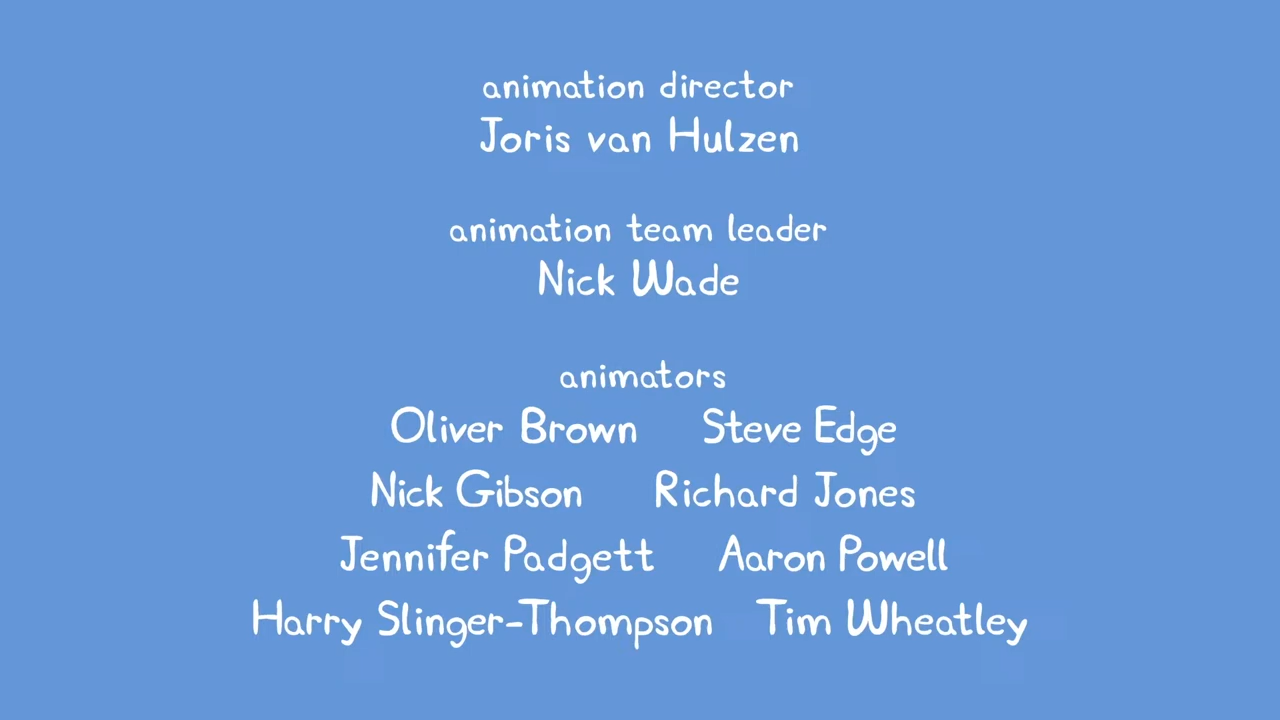 animation director
Joris van Hulzen
animation team leader
Nick Wade
animators
Oliver Brown Steve Edge
Nick Gibson Richard Jones
Jennifer Padgett Aaron Powell
Harry Slinger-Thompson Tim Wheatley